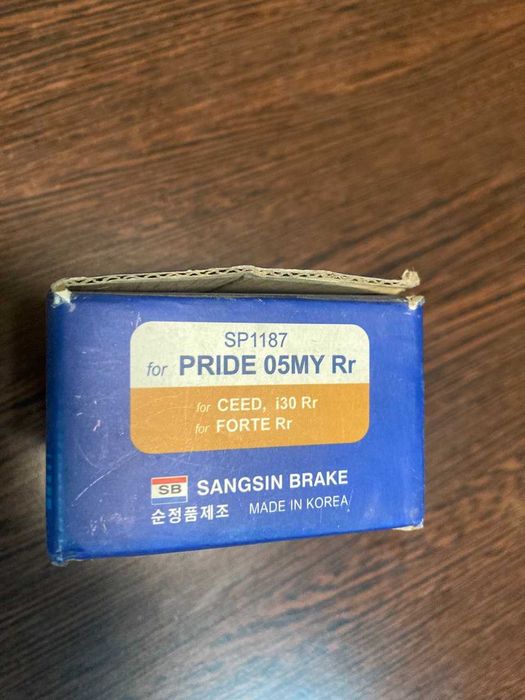 SP1187
for PRIDE 05MY Rr
for CEED, i30 Rr
for FORTE Rr
SB SANGSIN BRAKE
순정품제조 MADE IN KOREA